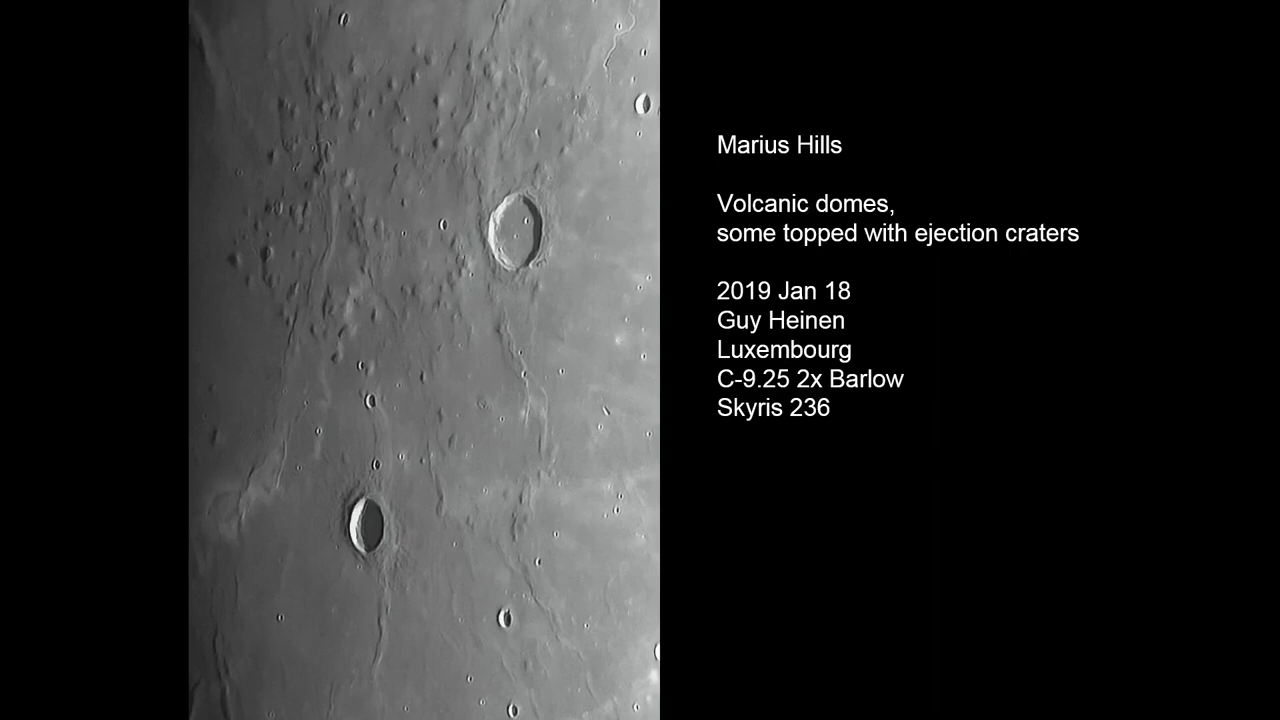 Marius Hills
Volcanic domes,
some topped with ejection craters
2019 Jan 18
Guy Heinen
Luxembourg
C-9.25 2x Barlow
Skyris 236